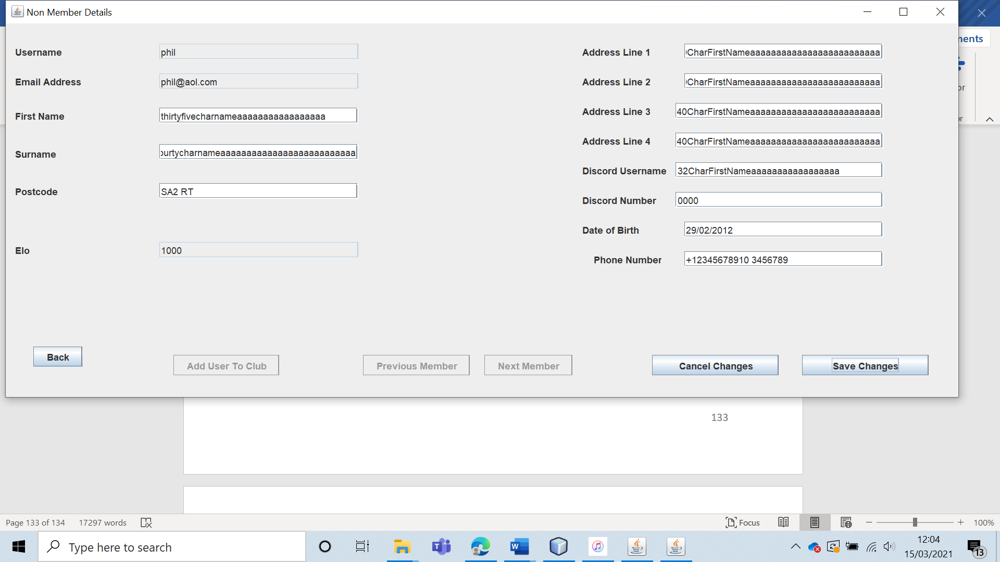 Non Member Details
Username phil
Email Address phil@aol.com
First Name thirtyfivecharnameaaaaaaaaaaaaaaaaa
Surname ourtycharnameaaaaaaaaaaaaaaaaaaaaaaaaaa
Postcode SA2 RT
Elo 1000
Address Line 1 CharFirstNameaaaaaaaaaaaaaaaaaaaaaaaaa
Address Line 2 CharFirstNameaaaaaaaaaaaaaaaaaaaaaaaaa
Address Line 3 40CharFirstNameaaaaaaaaaaaaaaaaaaaaaaaaa
Address Line 4 40CharFirstNameaaaaaaaaaaaaaaaaaaaaaaaaa
Discord Username 32CharFirstNameaaaaaaaaaaaaaaaaa
Discord Number 0000
Date of Birth 29/02/2012
Phone Number +12345678910 3456789
Back
Add User To Club
Previous Member
Next Member
Cancel Changes
Save Changes
nents
or
or
133
Page 133 of 134 17297 words
Focus
100%
Type here to search
12:04
15/03/2021
13